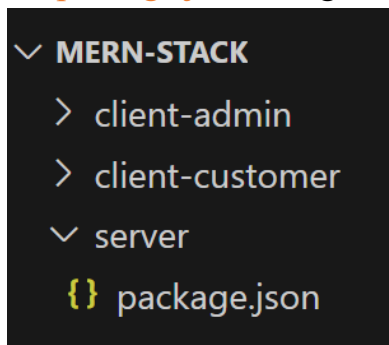 MERN-STACK
client-admin
client-customer
server
{} package.json